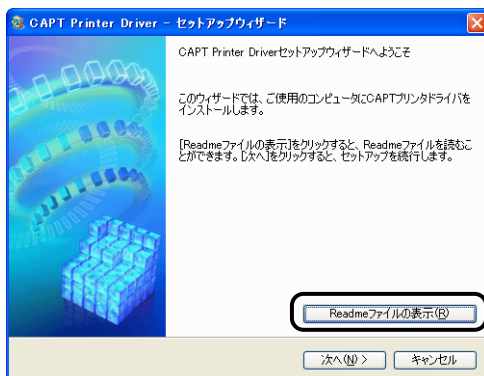 CAPT Printer Driver - セットアップウィザード
CAPT Printer Driverセットアップウィザードへようこそ
このウィザードでは、ご使用のコンピュータにCAPTプリンタドライバを
インストールします。
[Readmeファイルの表示]をクリックすると、Readmeファイルを読むこ
とができます。[次へ]をクリックすると、セットアップを続行します。
Readmeファイルの表示(R)
次へ(N) >
キャンセル